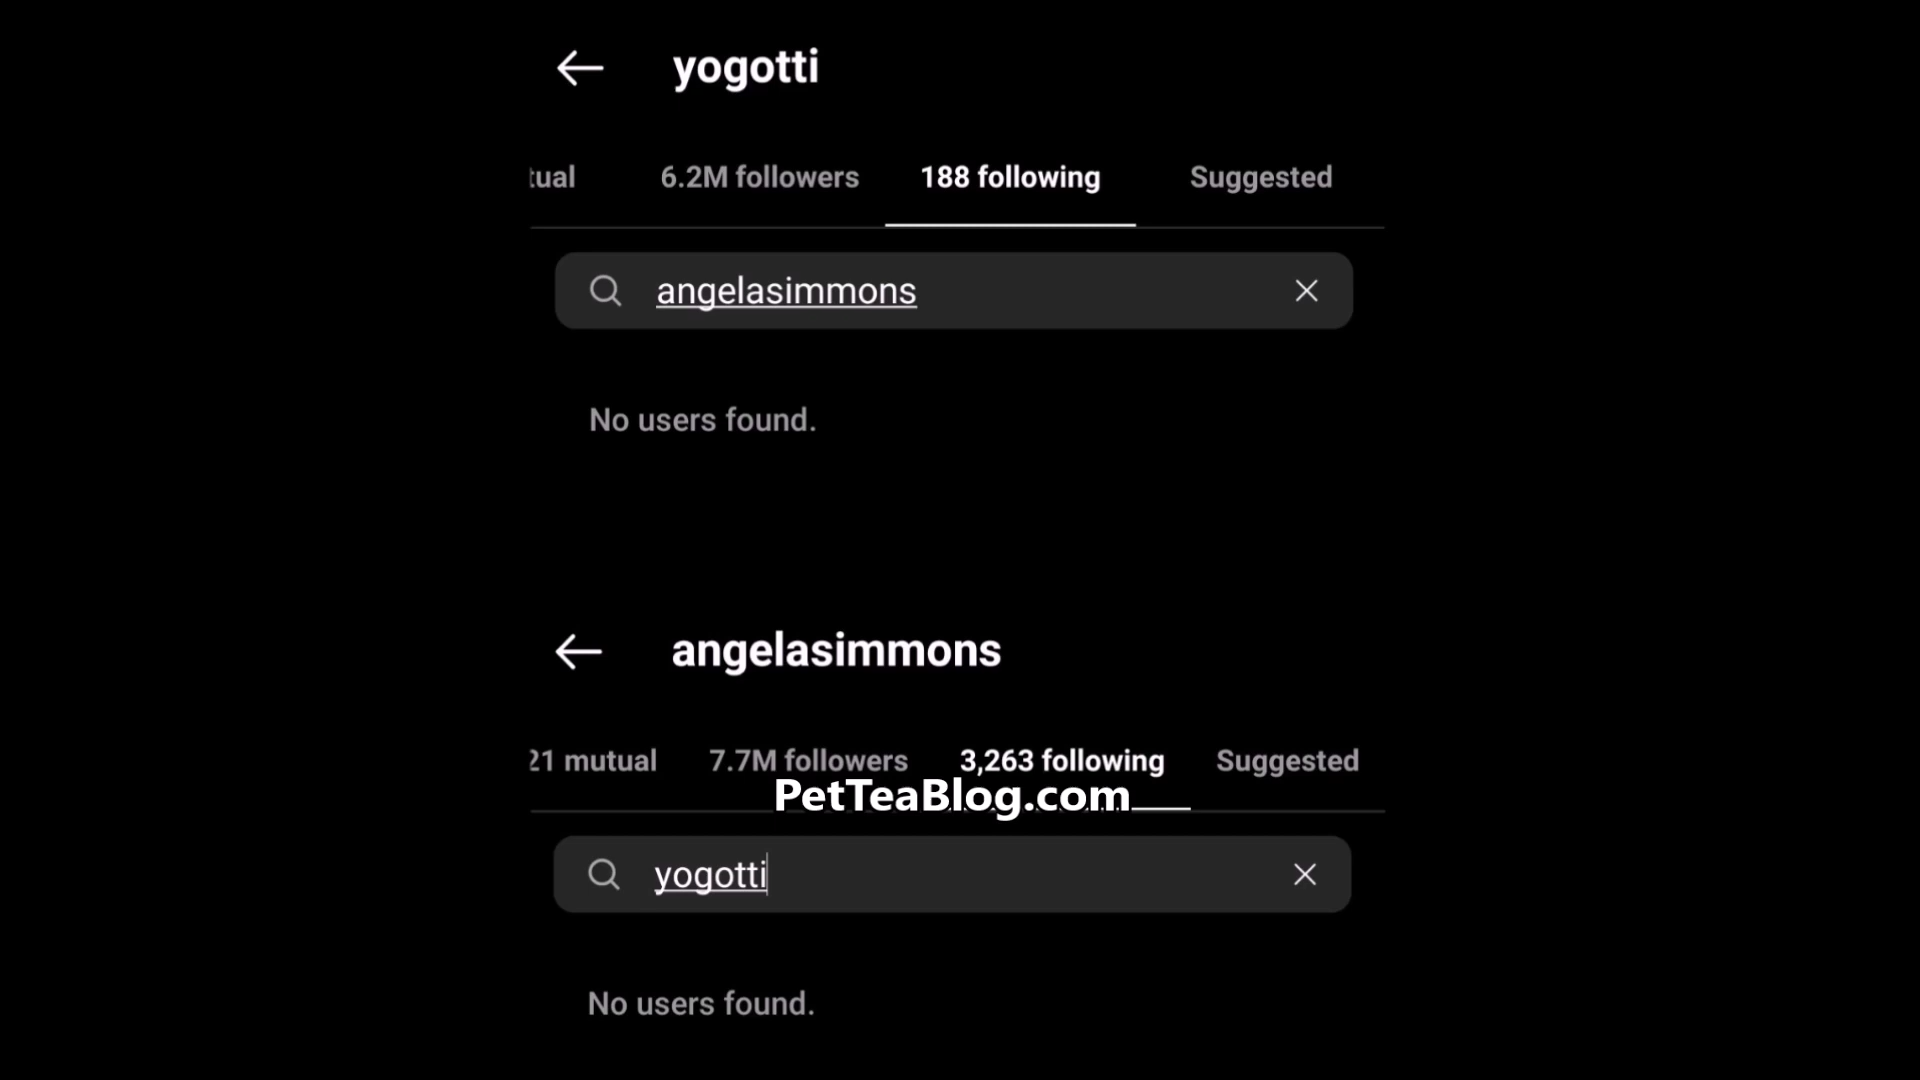 yogotti
tual 6.2M followers 188 following Suggested
angelasimmons
No users found.
angelasimmons
21 mutual 7.7M followers 3,263 following Suggested
PetTeaBlog.com
yogotti
No users found.